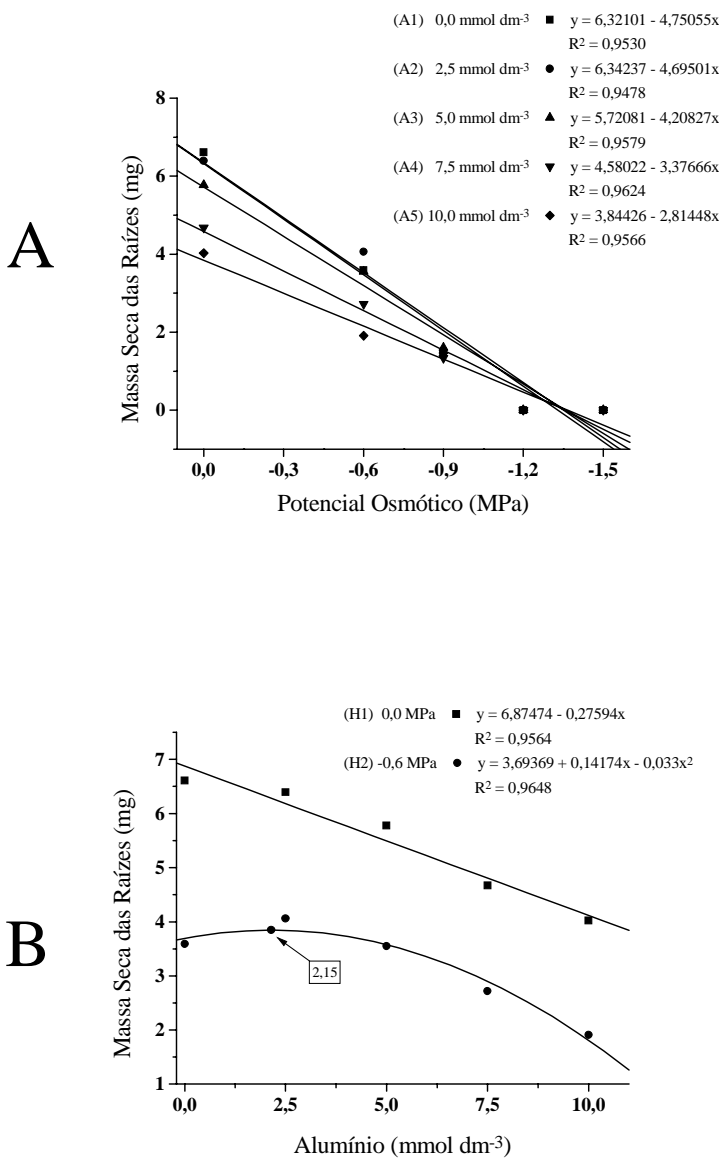 (A1) 0,0 mmol dm-3 ■ y = 6,32101 - 4,75055x
R2 = 0,9530
(A2) 2,5 mmol dm-3 ● y = 6,34237 - 4,69501x
R2 = 0,9478
(A3) 5,0 mmol dm-3 ▲ y = 5,72081 - 4,20827x
R2 = 0,9579
(A4) 7,5 mmol dm-3 ▼ y = 4,58022 - 3,37666x
R2 = 0,9624
(A5) 10,0 mmol dm-3 ◆ y = 3,84426 - 2,81448x
R2 = 0,9566
A
Massa Seca das Raízes (mg)
8
6
4
2
0
0,0 -0,3 -0,6 -0,9 -1,2 -1,5
Potencial Osmótico (MPa)
(H1) 0,0 MPa ■ y = 6,87474 - 0,27594x
R2 = 0,9564
(H2) -0,6 MPa ● y = 3,69369 + 0,14174x - 0,033x2
R2 = 0,9648
B
Massa Seca das Raízes (mg)
7
6
5
4
3
2
1
2,15
0,0 2,5 5,0 7,5 10,0
Alumínio (mmol dm-3)